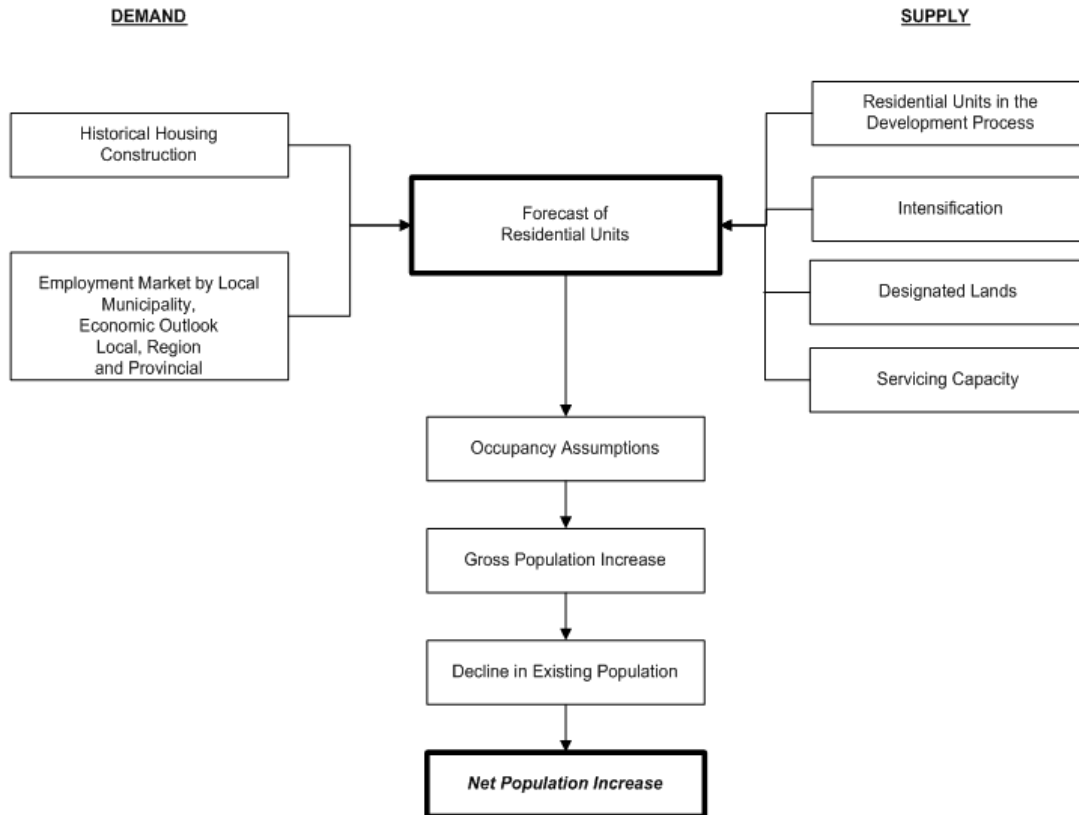 DEMAND
SUPPLY
Historical Housing
Construction
Employment Market by Local
Municipality,
Economic Outlook
Local, Region
and Provincial
Forecast of
Residential Units
Residential Units in the
Development Process
Intensification
Designated Lands
Servicing Capacity
Occupancy Assumptions
Gross Population Increase
Decline in Existing Population
Net Population Increase